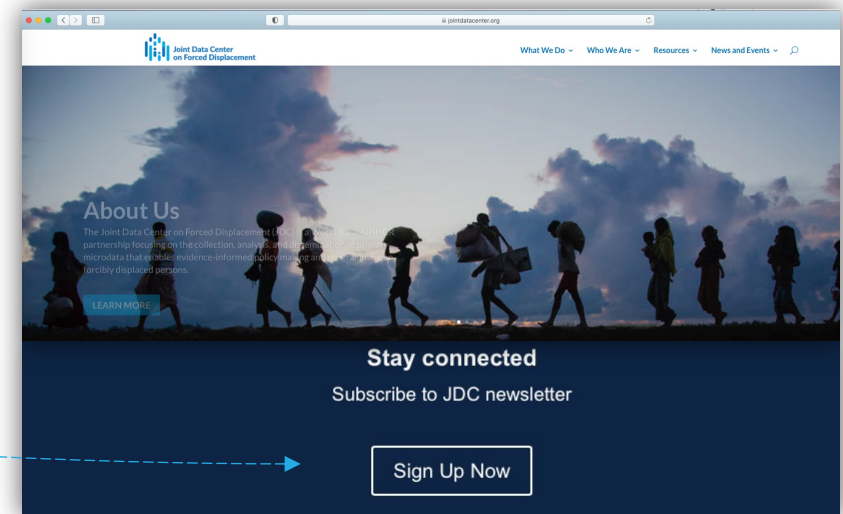 jointdatacenter.org
Joint Data Center
on Forced Displacement
What We Do
Who We Are
Resources
News and Events
About Us
The Joint Data Center on Forced Displacement (JDC) is a
partnership focusing on the collection, analysis, and dissemination of primary
microdata that enables evidence-informed policy making and
forcibly displaced persons.
LEARN MORE
Stay connected
Subscribe to JDC newsletter
Sign Up Now